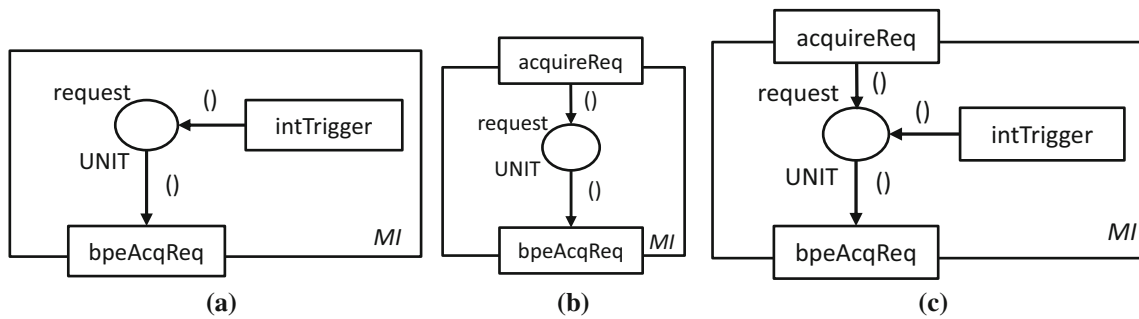 request
()
intTrigger
UNIT
()
bpeAcqReq
MI
(a)
acquireReq
()
request
UNIT
()
bpeAcqReq
MI
(b)
acquireReq
()
request
()
intTrigger
UNIT
()
bpeAcqReq
MI
(c)